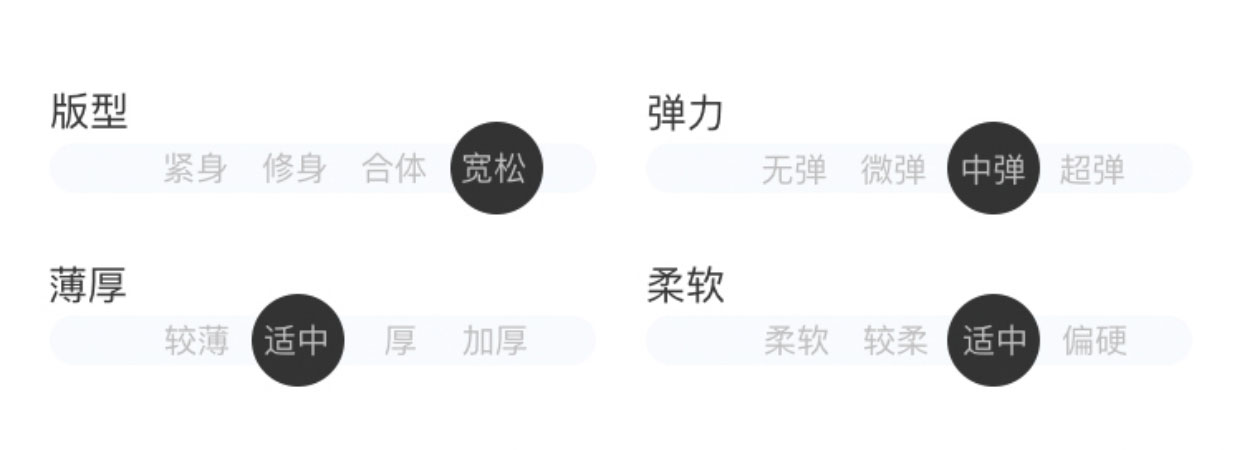 版型
紧身 修身 合体 宽松
弹力
无弹 微弹 中弹 超弹
薄厚
较薄 适中 厚 加厚
柔软
柔软 较柔 适中 偏硬